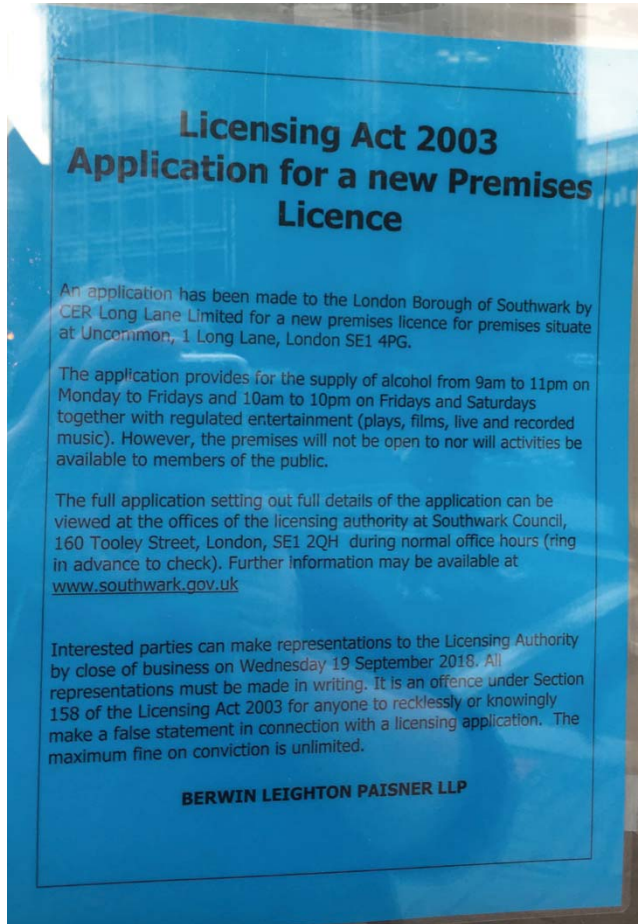 Licensing Act 2003
Application for a new Premises
Licence
An application has been made to the London Borough of Southwark by
CER Long Lane Limited for a new premises licence for premises situate
at Uncommon, 1 Long Lane, London SE1 4PG.
The application provides for the supply of alcohol from 9am to 11pm on
Monday to Fridays and 10am to 10pm on Fridays and Saturdays
together with regulated entertainment (plays, films, live and recorded
music). However, the premises will not be open to nor will activities be
available to members of the public.
The full application setting out full details of the application can be
viewed at the offices of the licensing authority at Southwark Council,
160 Tooley Street, London, SE1 2QH during normal office hours (ring
in advance to check). Further information may be available at
www.southwark.gov.uk
Interested parties can make representations to the Licensing Authority
by close of business on Wednesday 19 September 2018. All
representations must be made in writing. It is an offence under Section
158 of the Licensing Act 2003 for anyone to recklessly or knowingly
make a false statement in connection with a licensing application. The
maximum fine on conviction is unlimited.
BERWIN LEIGHTON PAISNER LLP